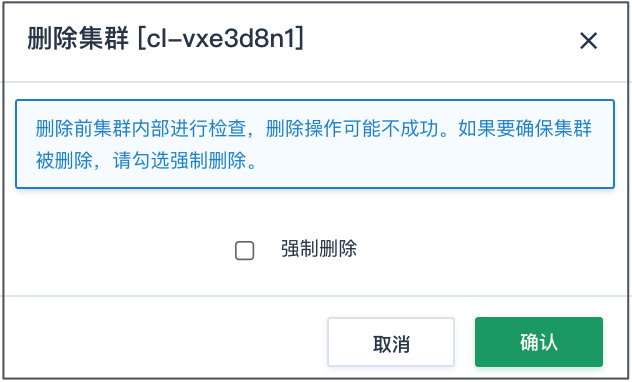 删除集群 [cl-vxe3d8n1]
删除前集群内部进行检查，删除操作可能不成功。如果要确保集群
被删除，请勾选强制删除。
强制删除
取消
确认